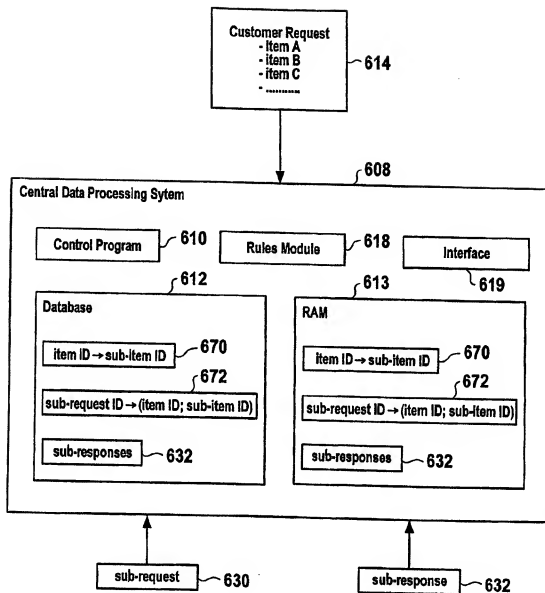 Customer Request
- Item A
- item B
- item C
- ..........
614
608
Central Data Processing Sytem
Control Program
610
Rules Module
618
Interface
619
612
Database
item ID → sub-item ID
670
672
sub-request ID → (item ID; sub-item ID)
sub-responses
632
613
RAM
item ID → sub-item ID
670
672
sub-request ID → (item ID; sub-item ID)
sub-responses
632
sub-request
630
sub-response
632